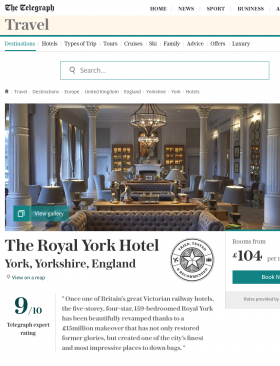 The Telegraph
HOME NEWS SPORT BUSINESS
Travel
Destinations Hotels Types of Trip Tours Cruises Ski Family Advice Offers Luxury
Search...
Travel Destinations Europe United Kingdom England Yorkshire York Hotels
View gallery
The Royal York Hotel
York, Yorkshire, England
View on a map
TRIED, TESTED
& RECOMMENDED
Rooms from
£104 per
Book N
Rates provided by
9/10
Telegraph expert
rating
" Once one of Britain's great Victorian railway hotels,
the five-storey, four-star, 159-bedroomed Royal York
has been beautifully revamped thanks to a
£15million makeover that has not only restored
former glories, but created one of the city's finest
and most impressive places to down bags. "